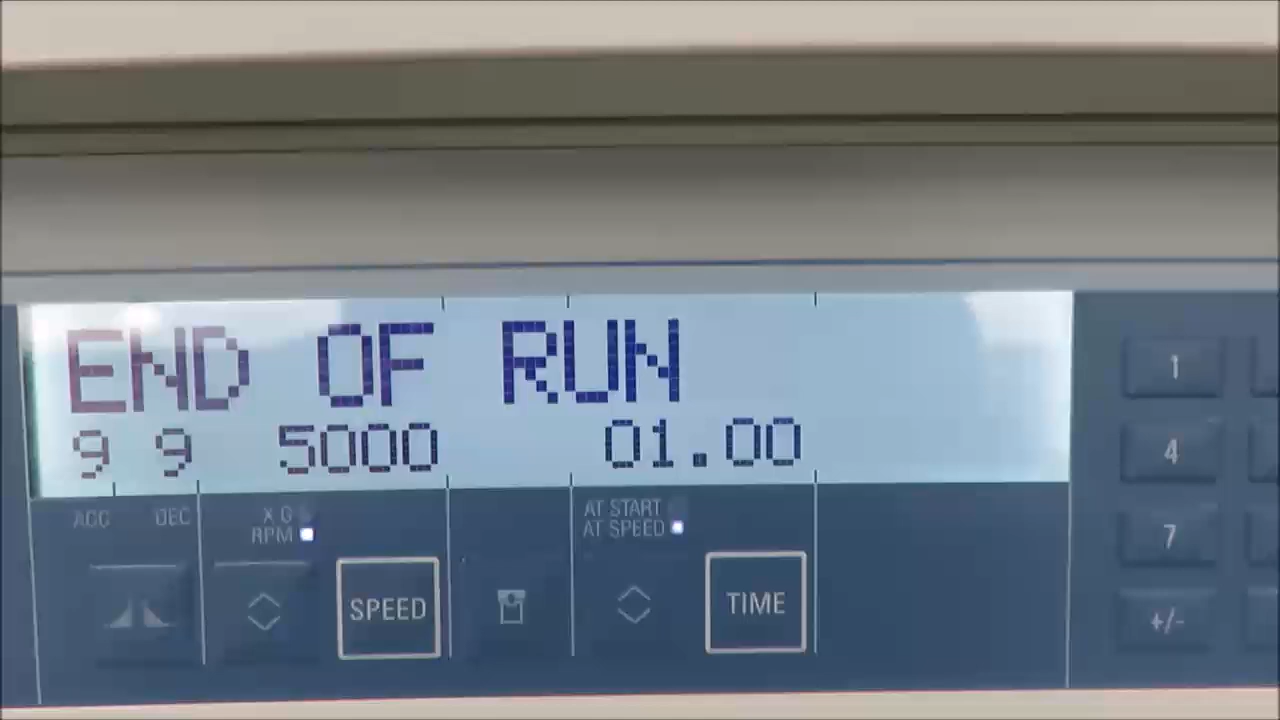 END OF RUN
9 9 5000 01.00
ACC DEC X G AT START
RPM AT SPEED
SPEED TIME
1
4
7
+/-